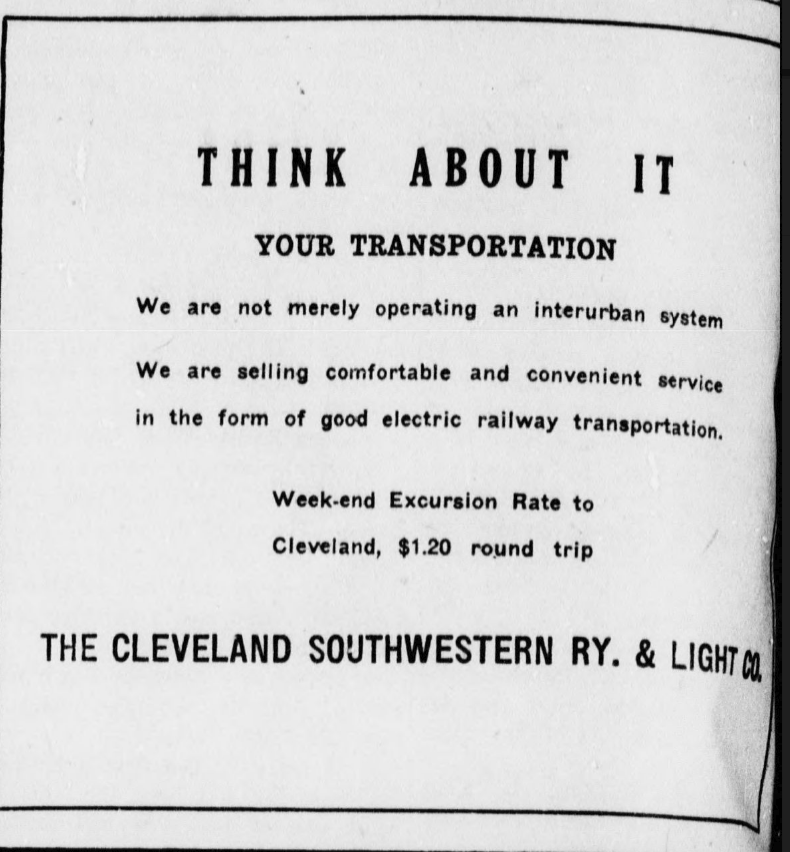 THINK ABOUT IT
YOUR TRANSPORTATION
We are not merely operating an interurban system
We are selling comfortable and convenient service
in the form of good electric railway transportation.
Week-end Excursion Rate to
Cleveland, $1.20 round trip
THE CLEVELAND SOUTHWESTERN RY. & LIGHT CO.